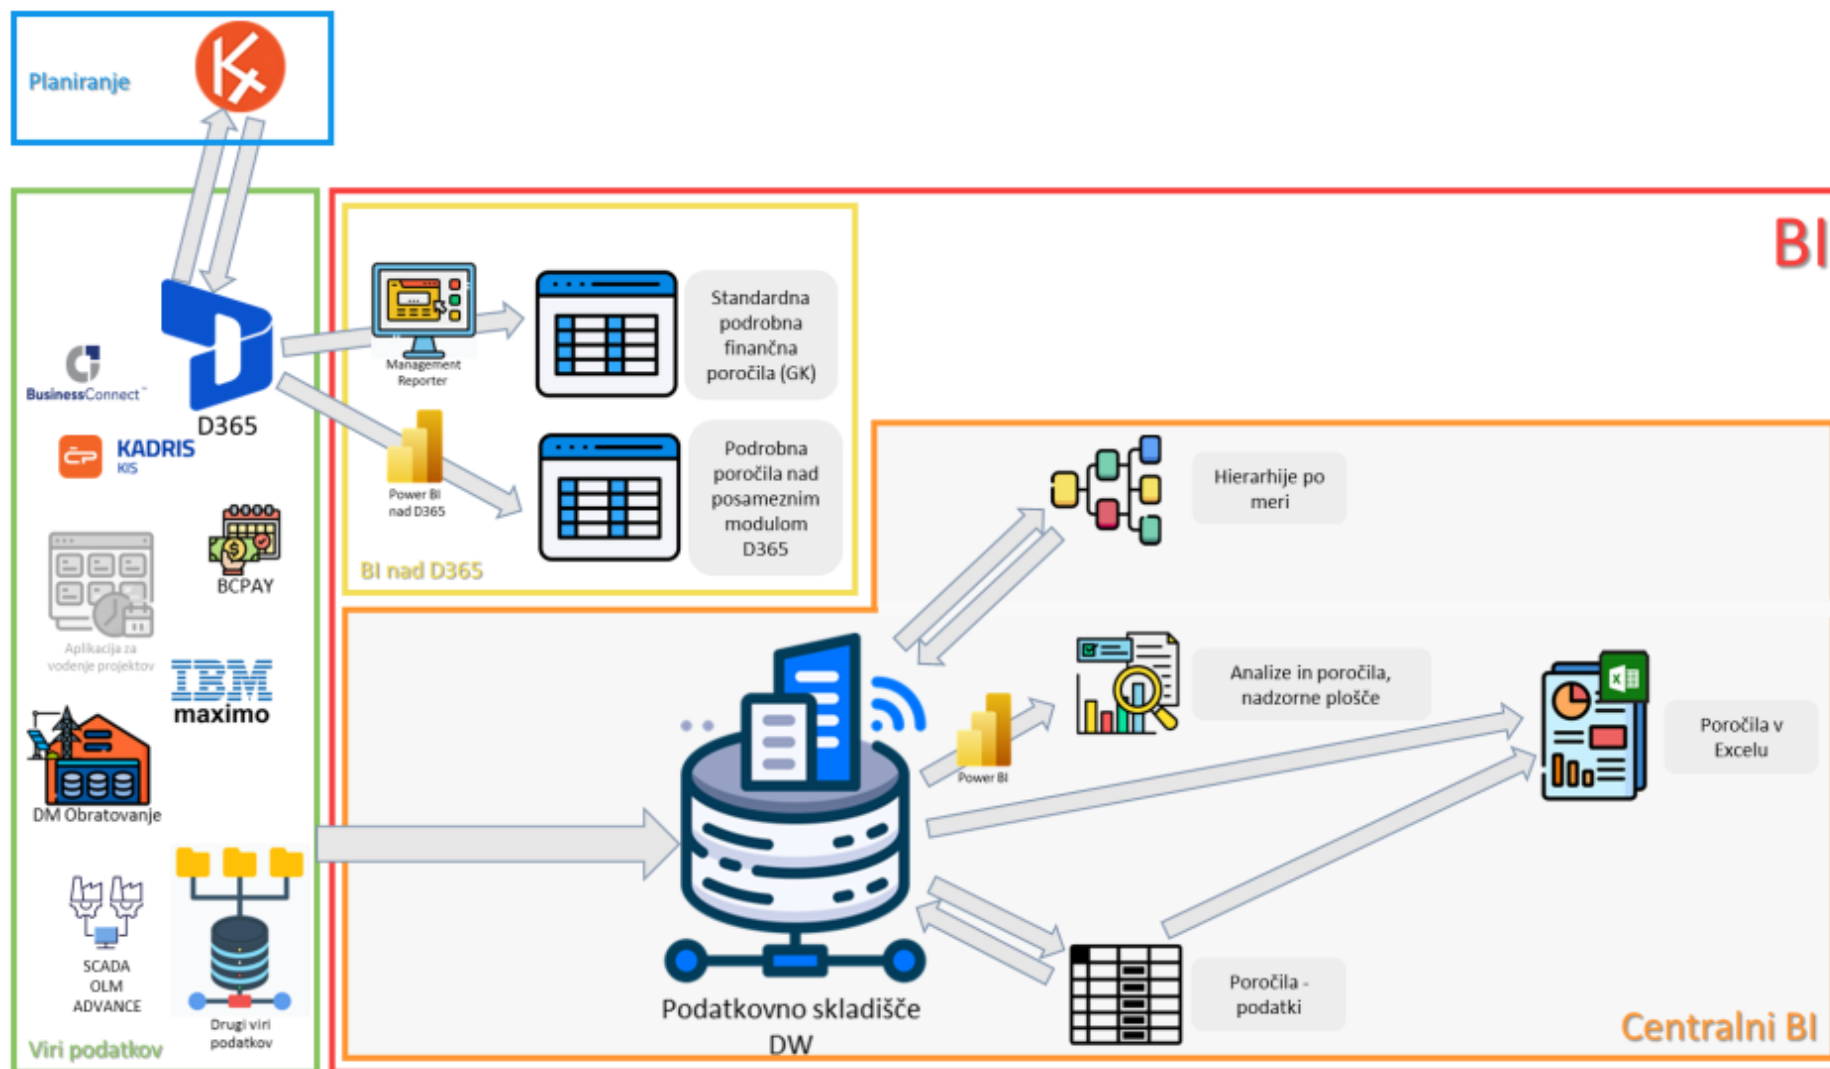 Planiranje
BI
BusinessConnect™
D365
ČP
KADRIS
KIS
BCPAY
Aplikacija za
vodenje projektov
IBM
maximo
DM Obratovanje
SCADA
OLM
ADVANCE
Drugi viri
podatkov
Viri podatkov
Management
Reporter
Standardna
podrobna
finančna
poročila (GK)
Power BI
nad D365
Podrobna
poročila nad
posameznim
modulom
D365
BI nad D365
Hierarhije po
meri
Analize in poročila,
nadzorne plošče
Power BI
Poročila v
Excelu
Podatkovno skladišče
DW
Poročila -
podatki
Centralni BI